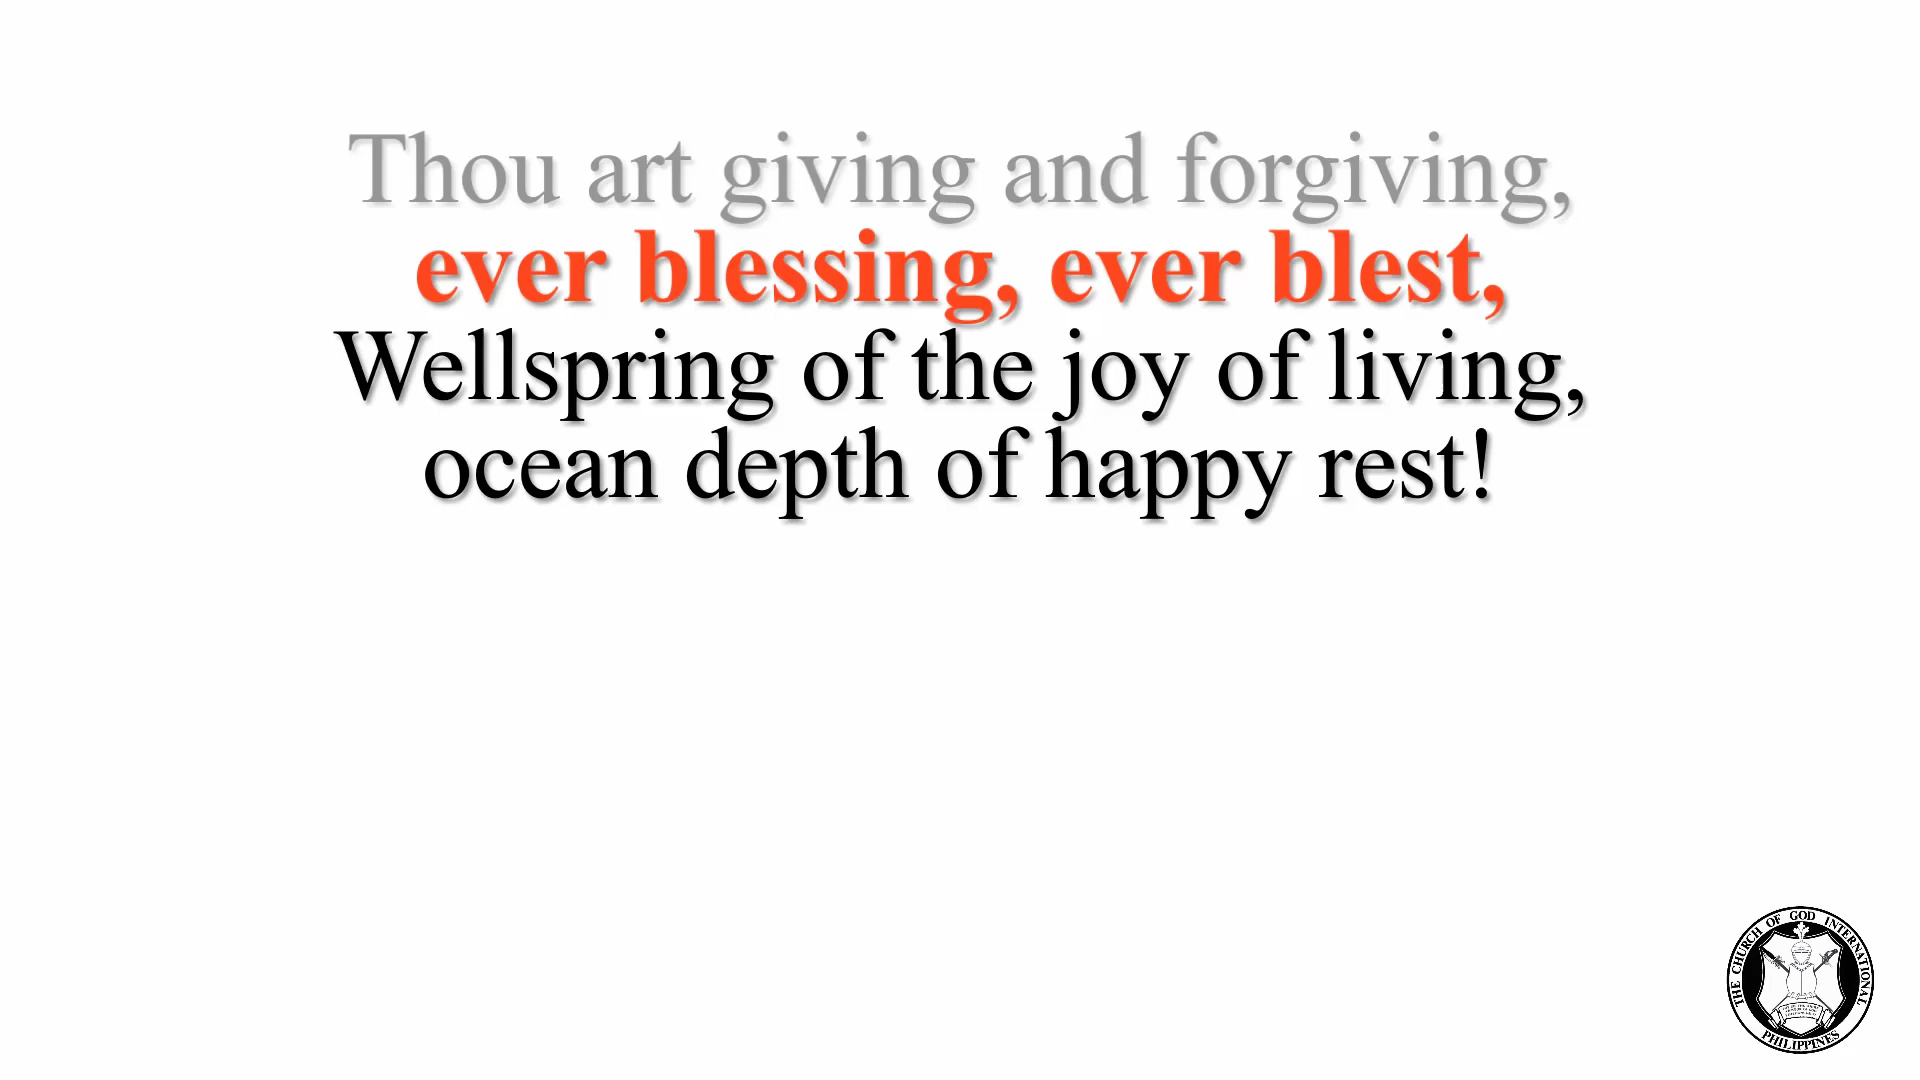 Thou art giving and forgiving,
ever blessing, ever blest,
Wellspring of the joy of living,
ocean depth of happy rest!
THE CHURCH OF GOD INTERNATIONAL
PHILIPPINES